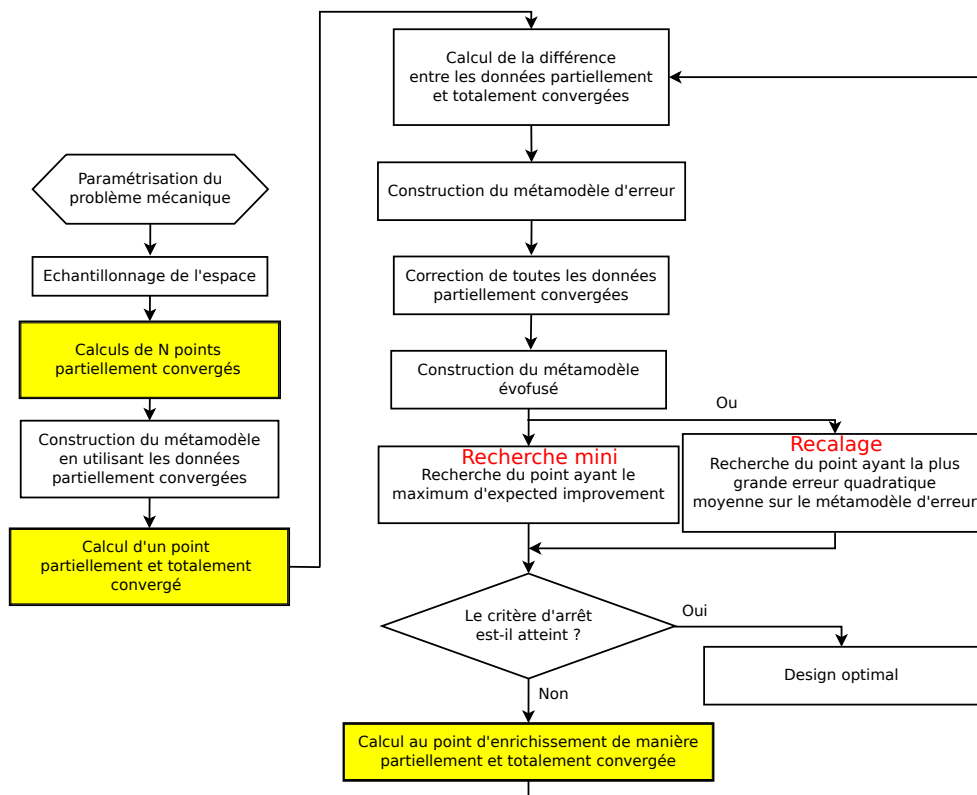 Paramétrisation du
problème mécanique
Echantillonnage de l'espace
Calculs de N points
partiellement convergés
Construction du métamodèle
en utilisant les données
partiellement convergées
Calcul d'un point
partiellement et totalement
convergé
Calcul de la différence
entre les données partiellement
et totalement convergées
Construction du métamodèle d'erreur
Correction de toutes les données
partiellement convergées
Construction du métamodèle
évofusé
Ou
Recherche mini
Recherche du point ayant le
maximum d'expected improvement
Recalage
Recherche du point ayant la plus
grande erreur quadratique
moyenne sur le métamodèle d'erreur
Le critère d'arrêt
est-il atteint ?
Oui
Design optimal
Non
Calcul au point d'enrichissement de manière
partiellement et totalement convergée